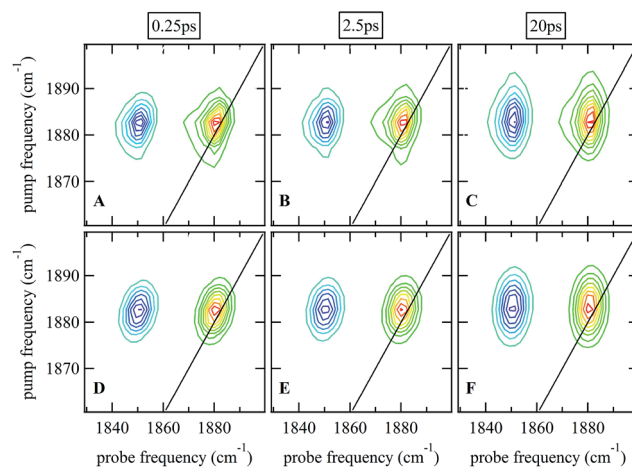 0.25ps 2.5ps 20ps
pump frequency (cm⁻¹)
1890
1880
1870
A B C
pump frequency (cm⁻¹)
1890
1880
1870
D E F
1840 1860 1880 1840 1860 1880 1840 1860 1880
probe frequency (cm⁻¹) probe frequency (cm⁻¹) probe frequency (cm⁻¹)